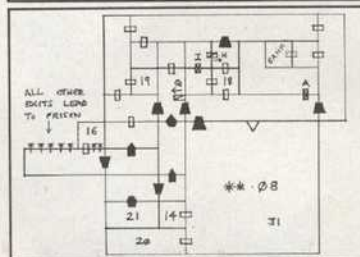 H
K
19
Q
18
A
ALL OTHER
EXITS LEAD
TO PRISON
16
**.Ø8
21
14
J1
20